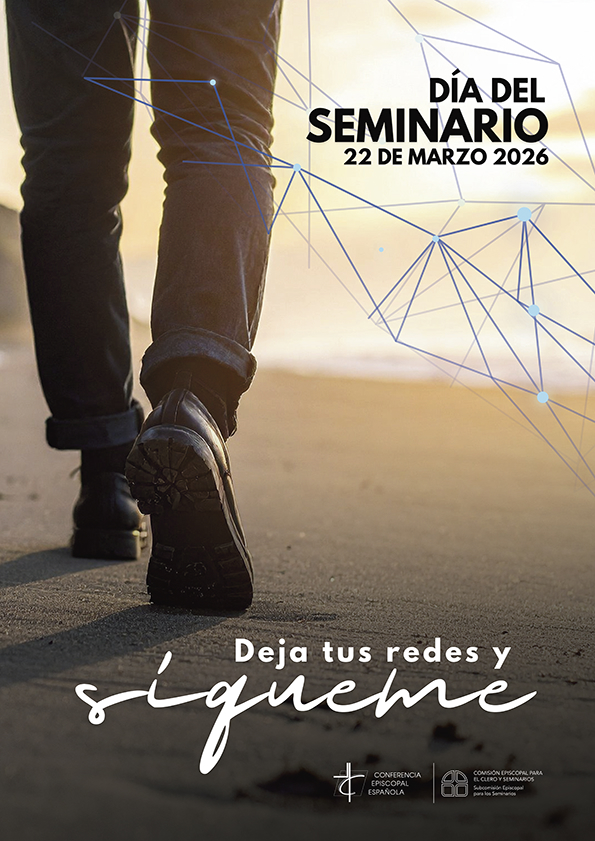 DÍA DEL
SEMINARIO
22 DE MARZO 2026
Deja tus redes y
sígueme
CONFERENCIA
EPISCOPAL
ESPAÑOLA
COMISIÓN EPISCOPAL PARA
EL CLERO Y SEMINARIOS
Subcomisión Episcopal
para los Seminarios